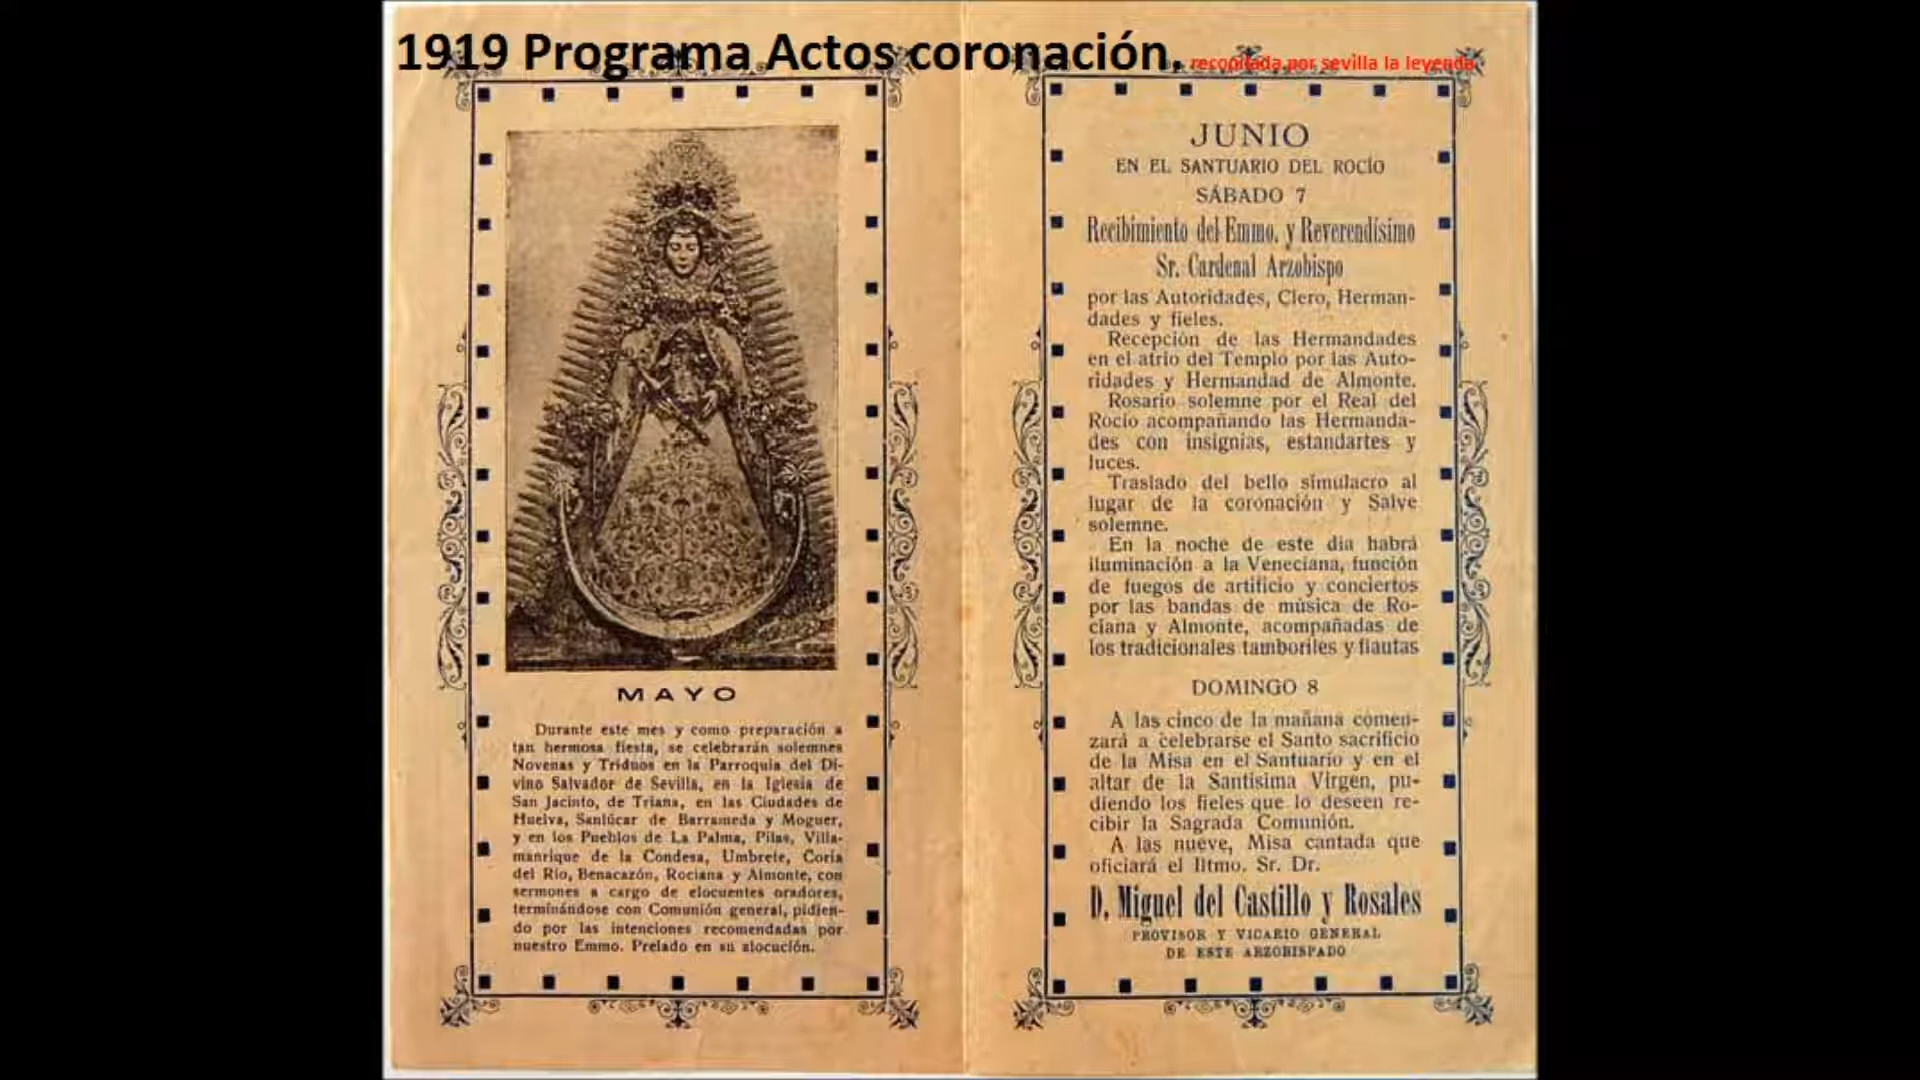 1919 Programa Actos coronación. recopilada por sevilla la leyenda
MAYO
Durante este mes y como preparación a
tan hermosa fiesta, se celebrarán solemnes
Novenas y Triduos en la Parroquia del Di-
vino Salvador de Sevilla, en la Iglesia de
San Jacinto, de Triana, en las Ciudades de
Huelva, Sanlúcar de Barrameda y Moguer,
y en los Pueblos de La Palma, Pilas, Villa-
manrique de la Condesa, Umbrete, Coria
del Río, Benacazón, Rociana y Almonte, con
sermones a cargo de elocuentes oradores,
terminándose con Comunión general, pidien-
do por las intenciones recomendadas por
nuestro Emmo. Prelado en su alocución.
JUNIO
EN EL SANTUARIO DEL ROCÍO
SÁBADO 7
Recibimiento del Emmo. y Reverendísimo
Sr. Cardenal Arzobispo
por las Autoridades, Clero, Herman-
dades y fieles.
Recepción de las Hermandades
en el atrio del Templo por las Auto-
ridades y Hermandad de Almonte.
Rosario solemne por el Real del
Rocío acompañando las Hermanda-
des con insignias, estandartes y
luces.
Traslado del bello simulacro al
lugar de la coronación y Salve
solemne.
En la noche de este día habrá
iluminación a la Veneciana, función
de fuegos de artificio y conciertos
por las bandas de música de Ro-
ciana y Almonte, acompañadas de
los tradicionales tamboriles y flautas
DOMINGO 8
A las cinco de la mañana comen-
zará a celebrarse el Santo sacrificio
de la Misa en el Santuario y en el
altar de la Santísima Virgen, pu-
diendo los fieles que lo deseen re-
cibir la Sagrada Comunión.
A las nueve, Misa cantada que
oficiará el Iltmo. Sr. Dr.
D. Miguel del Castillo y Rosales
PROVISOR Y VICARIO GENERAL
DE ESTE ARZOBISPADO